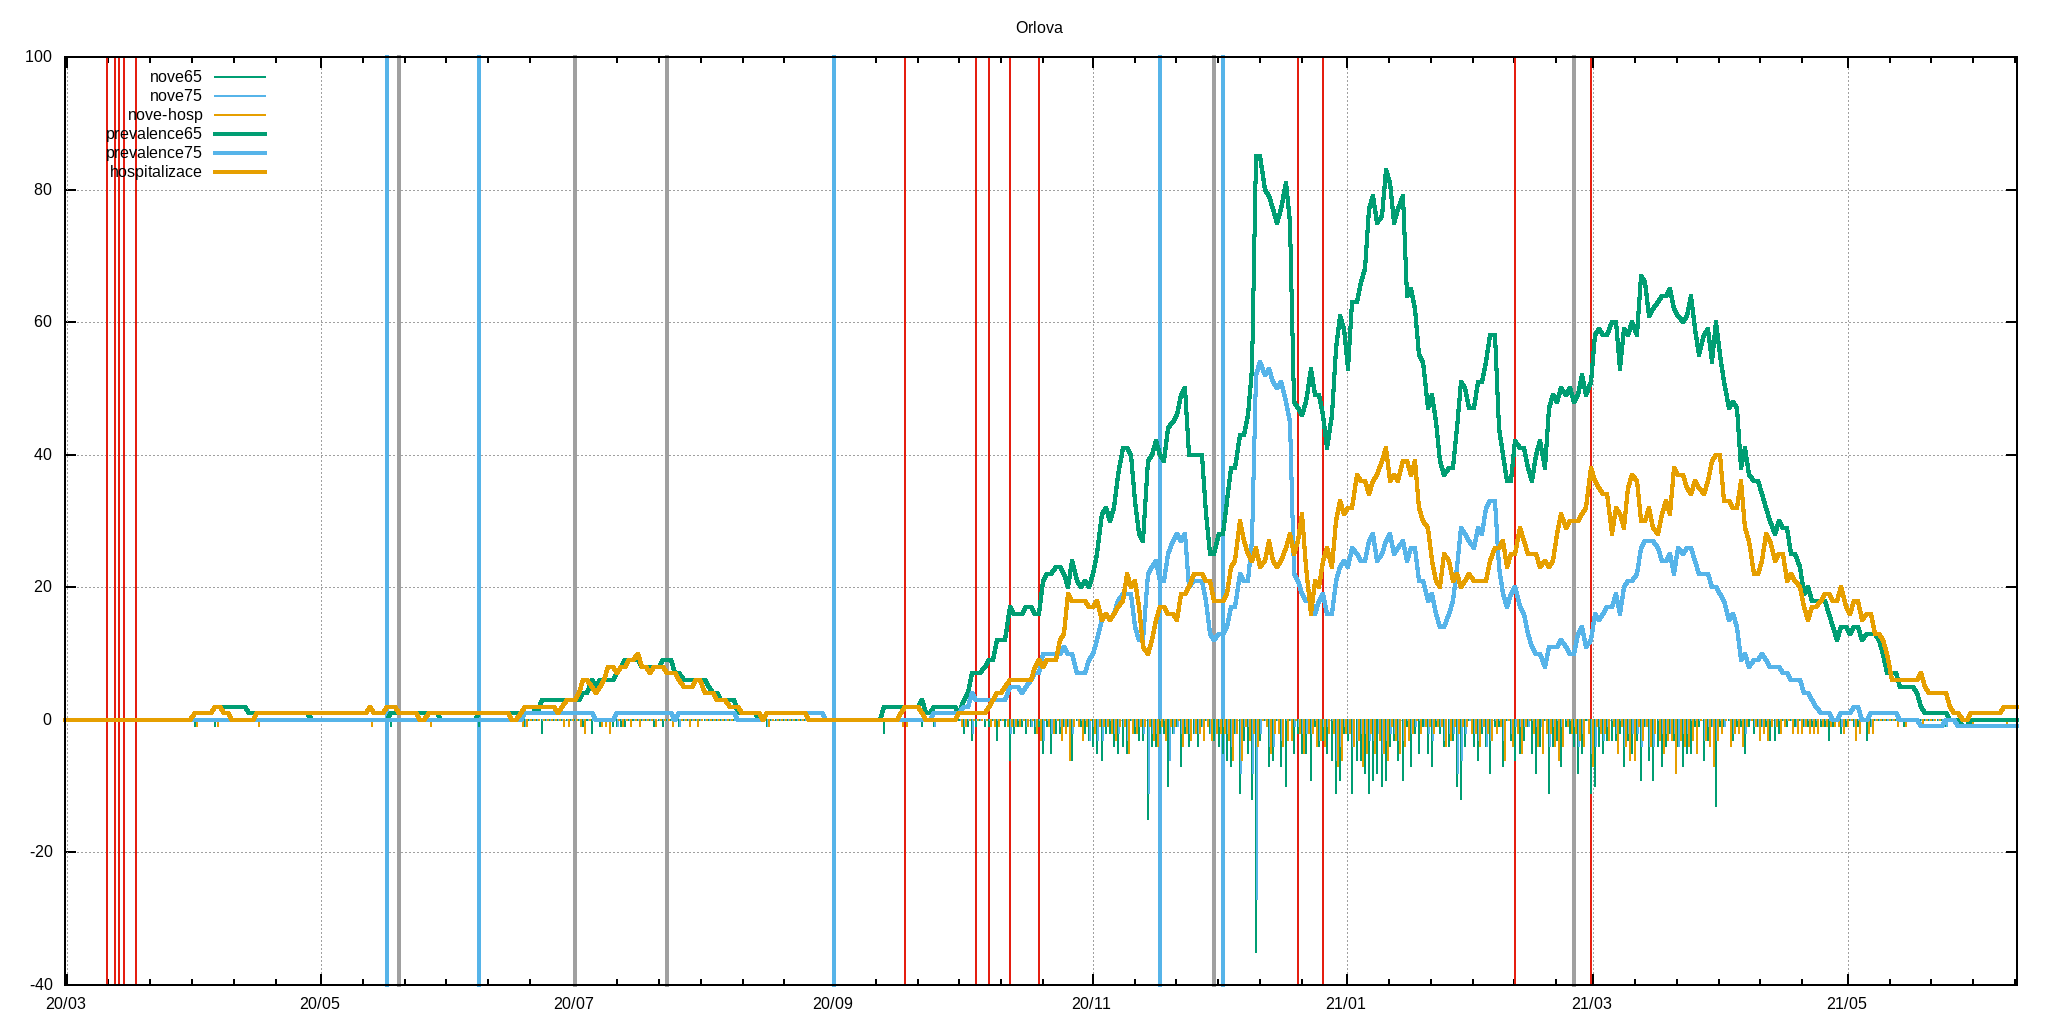 Orlova
100
nove65
nove75
nove-hosp
prevalence65
prevalence75
hospitalizace
80
60
40
20
0
-20
-40
20/03 20/05 20/07 20/09 20/11 21/01 21/03 21/05